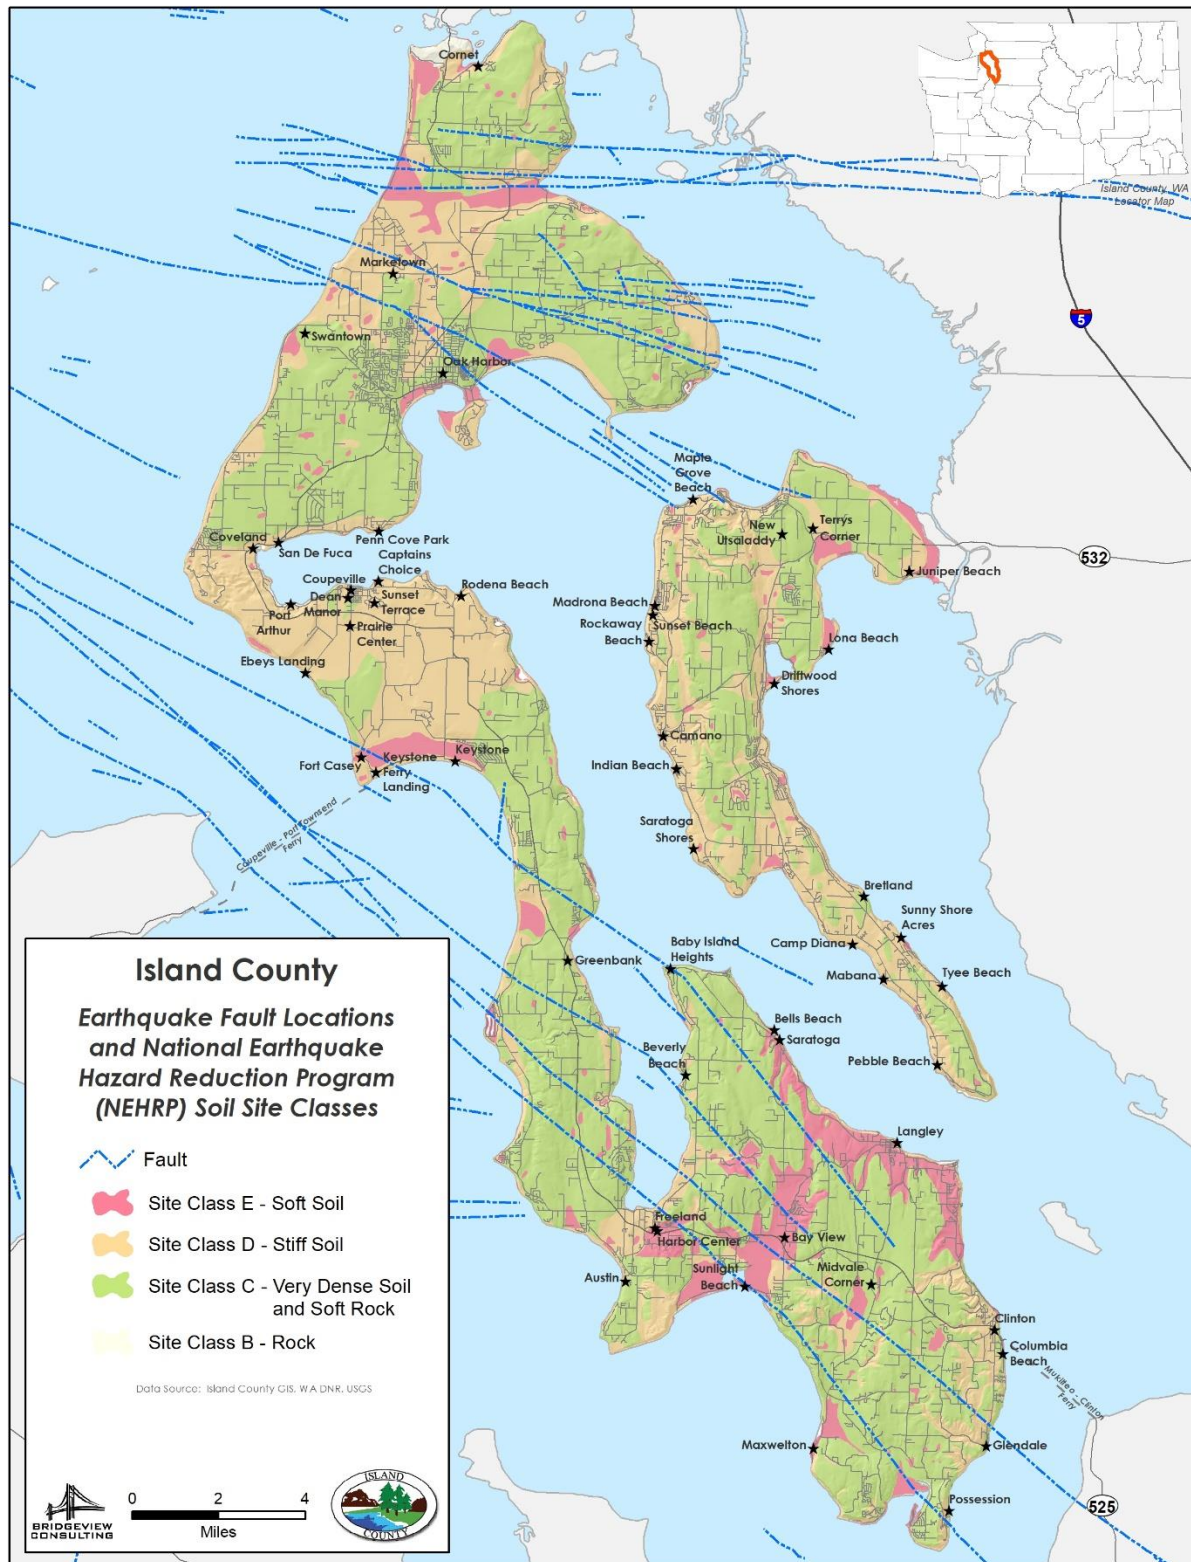 Cornet
Island County, WA
Locator Map
Marketown
5
Swantown
Oak Harbor
Maple
Grove
Beach
New
Utsaladdy
Terrys
Corner
Coveland
San De Fuca
Penn Cove Park
Captains
Choice
532
Juniper Beach
Coupeville
Dean
Manor
Sunset
Terrace
Rodena Beach
Madrona Beach
Sunset Beach
Rockaway
Beach
Port
Arthur
Prairie
Center
Lona Beach
Ebeys Landing
Driftwood
Shores
Camano
Fort Casey
Keystone
Ferry
Landing
Keystone
Indian Beach
Coupeville - Port Townsend
Ferry
Saratoga
Shores
Bretland
Sunny Shore
Acres
Camp Diana
Greenbank
Baby Island
Heights
Mabana
Tyee Beach
Bells Beach
Saratoga
Beverly
Beach
Pebble Beach
Langley
Freeland
Harbor Center
Bay View
Austin
Sunlight
Beach
Midvale
Corner
Clinton
Columbia
Beach
Mukilteo - Clinton
Ferry
Maxwelton
Glendale
Possession
525
Island County
Earthquake Fault Locations
and National Earthquake
Hazard Reduction Program
(NEHRP) Soil Site Classes
Fault
Site Class E - Soft Soil
Site Class D - Stiff Soil
Site Class C - Very Dense Soil
and Soft Rock
Site Class B - Rock
Data Source: Island County GIS, WA DNR, USGS
BRIDGEVIEW
CONSULTING
0 2 4
Miles
ISLAND
COUNTY